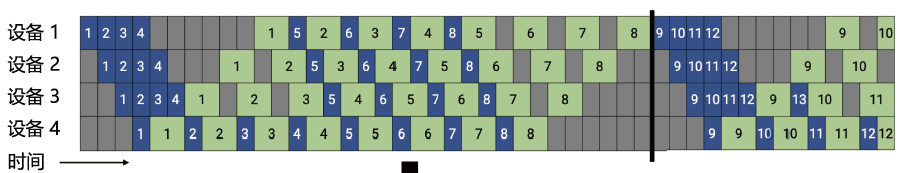 设备 1 1 2 3 4 1 5 2 6 3 7 4 8 5 6 7 8 9 10 11 12 9 10
设备 2 1 2 3 4 1 2 5 3 6 4 7 5 8 6 7 8 9 10 11 12 9 10
设备 3 1 2 3 4 1 2 3 5 4 6 5 7 6 8 7 8 9 10 11 12 9 13 10 11
设备 4 1 1 2 2 3 3 4 4 5 5 6 6 7 7 8 8 9 9 10 10 11 11 12 12
时间